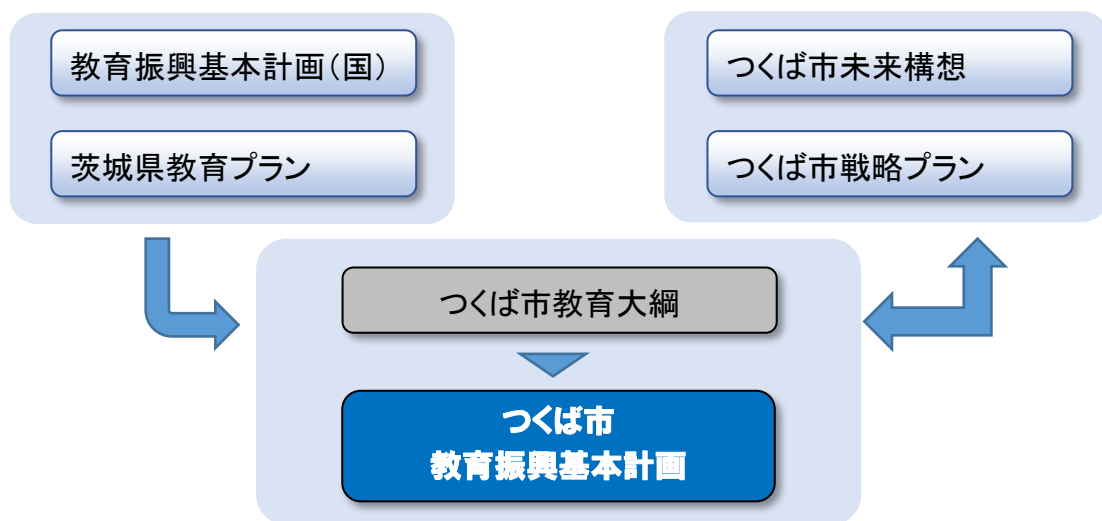 教育振興基本計画（国）
茨城県教育プラン
つくば市未来構想
つくば市戦略プラン
つくば市教育大綱
つくば市
教育振興基本計画